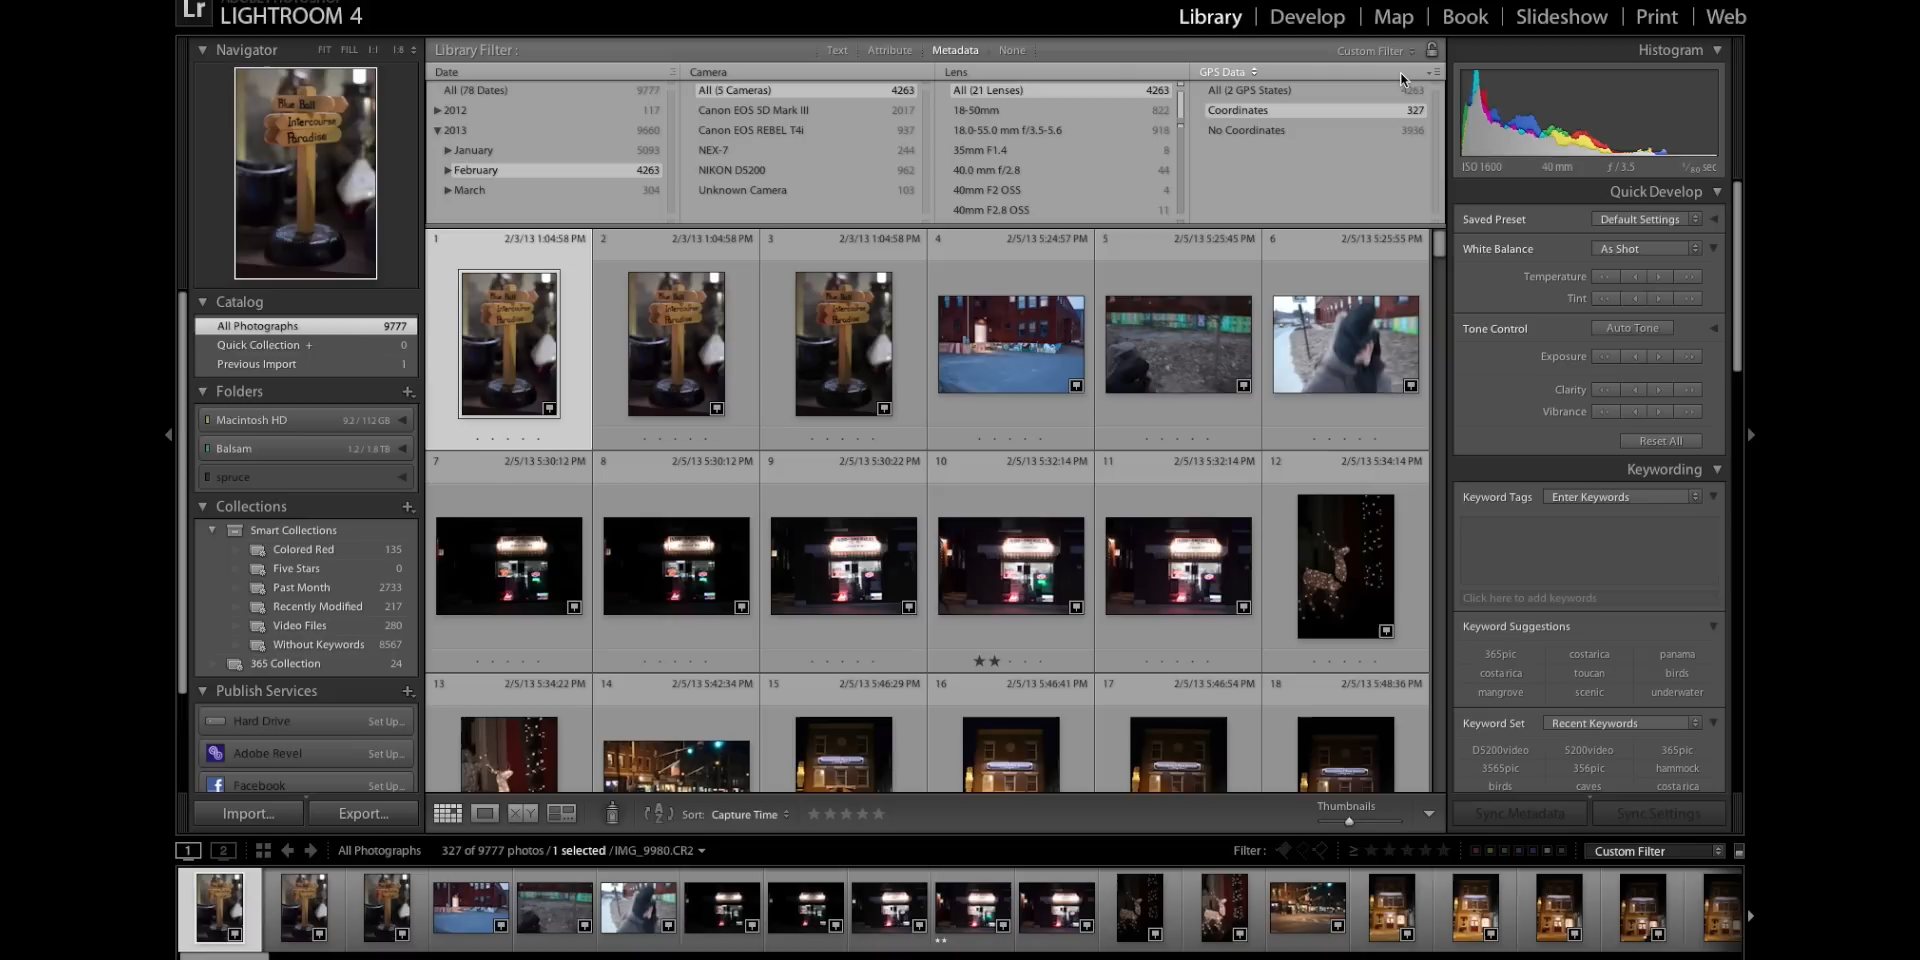 Lr LIGHTROOM 4
Library | Develop | Map | Book | Slideshow | Print | Web
Navigator FIT FILL 1:1 1:8
Blue Ball
Intercourse
Paradise
Library Filter : Text Attribute Metadata None Custom Filter
Histogram
Date Camera Lens GPS Data
All (78 Dates) 9777 All (5 Cameras) 4263 All (21 Lenses) 4263 All (2 GPS States) 4263
2012 117 Canon EOS 5D Mark III 2017 18-50mm 822 Coordinates 327
2013 9660 Canon EOS REBEL T4i 937 18.0-55.0 mm f/3.5-5.6 918 No Coordinates 3936
January 5093 NEX-7 244 35mm F1.4 8
February 4263 NIKON D5200 962 40.0 mm f/2.8 44
March 304 Unknown Camera 103 40mm F2 OSS 4
40mm F2.8 OSS 11
ISO 1600 40 mm f / 3.5 1/80 sec
Quick Develop
Saved Preset Default Settings
White Balance As Shot
Temperature
Tint
Tone Control Auto Tone
Exposure
Clarity
Vibrance
Reset All
Keywording
Keyword Tags Enter Keywords
Click here to add keywords
Keyword Suggestions
365pic costarica panama
costa rica toucan birds
mangrove scenic underwater
Keyword Set Recent Keywords
D5200video 5200video 365pic
3565pic 356pic hammock
birds caves costa rica
Sync Metadata Sync Settings
Catalog
All Photographs 9777
Quick Collection + 0
Previous Import 1
Folders
Macintosh HD 9.2 / 112 GB
Balsam 1.2 / 1.8 TB
spruce
Collections
Smart Collections
Colored Red 135
Five Stars 0
Past Month 2733
Recently Modified 217
Video Files 280
Without Keywords 8567
365 Collection 24
Publish Services
Hard Drive Set Up...
Adobe Revel Set Up...
Facebook Set Up...
Import... Export...
1 2/3/13 1:04:58 PM 2 2/3/13 1:04:58 PM 3 2/3/13 1:04:58 PM 4 2/5/13 5:24:57 PM 5 2/5/13 5:25:45 PM 6 2/5/13 5:25:55 PM
7 2/5/13 5:30:12 PM 8 2/5/13 5:30:12 PM 9 2/5/13 5:30:22 PM 10 2/5/13 5:32:14 PM 11 2/5/13 5:32:14 PM 12 2/5/13 5:34:14 PM
13 2/5/13 5:34:22 PM 14 2/5/13 5:42:34 PM 15 2/5/13 5:46:29 PM 16 2/5/13 5:46:41 PM 17 2/5/13 5:46:54 PM 18 2/5/13 5:48:36 PM
Sort: Capture Time Thumbnails
1 2 All Photographs 327 of 9777 photos / 1 selected / IMG_9980.CR2 Filter : Custom Filter